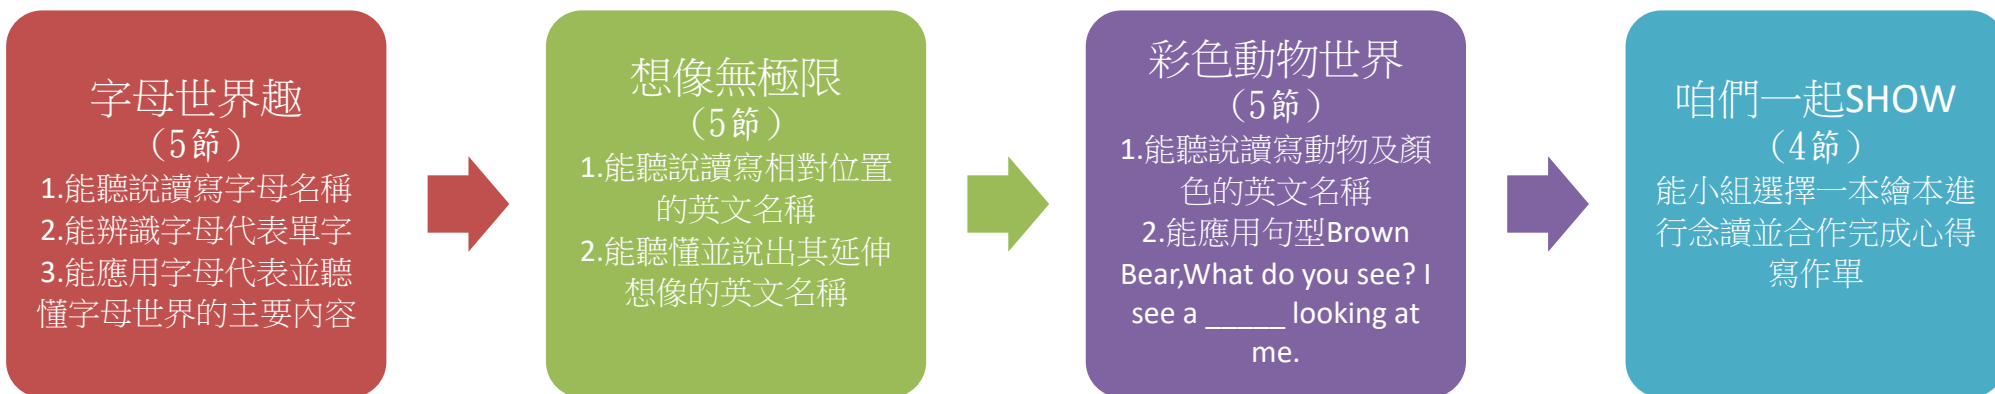 字母世界趣
（5節）
1.能聽說讀寫字母名稱
2.能辨識字母代表單字
3.能應用字母代表並聽
懂字母世界的主要內容
想像無極限
（5節）
1.能聽說讀寫相對位置
的英文名稱
2.能聽懂並說出其延伸
想像的英文名稱
彩色動物世界
（5節）
1.能聽說讀寫動物及顏
色的英文名稱
2.能應用句型Brown
Bear,What do you see? I
see a _____ looking at
me.
咱們一起SHOW
（4節）
能小組選擇一本繪本進
行念讀並合作完成心得
寫作單